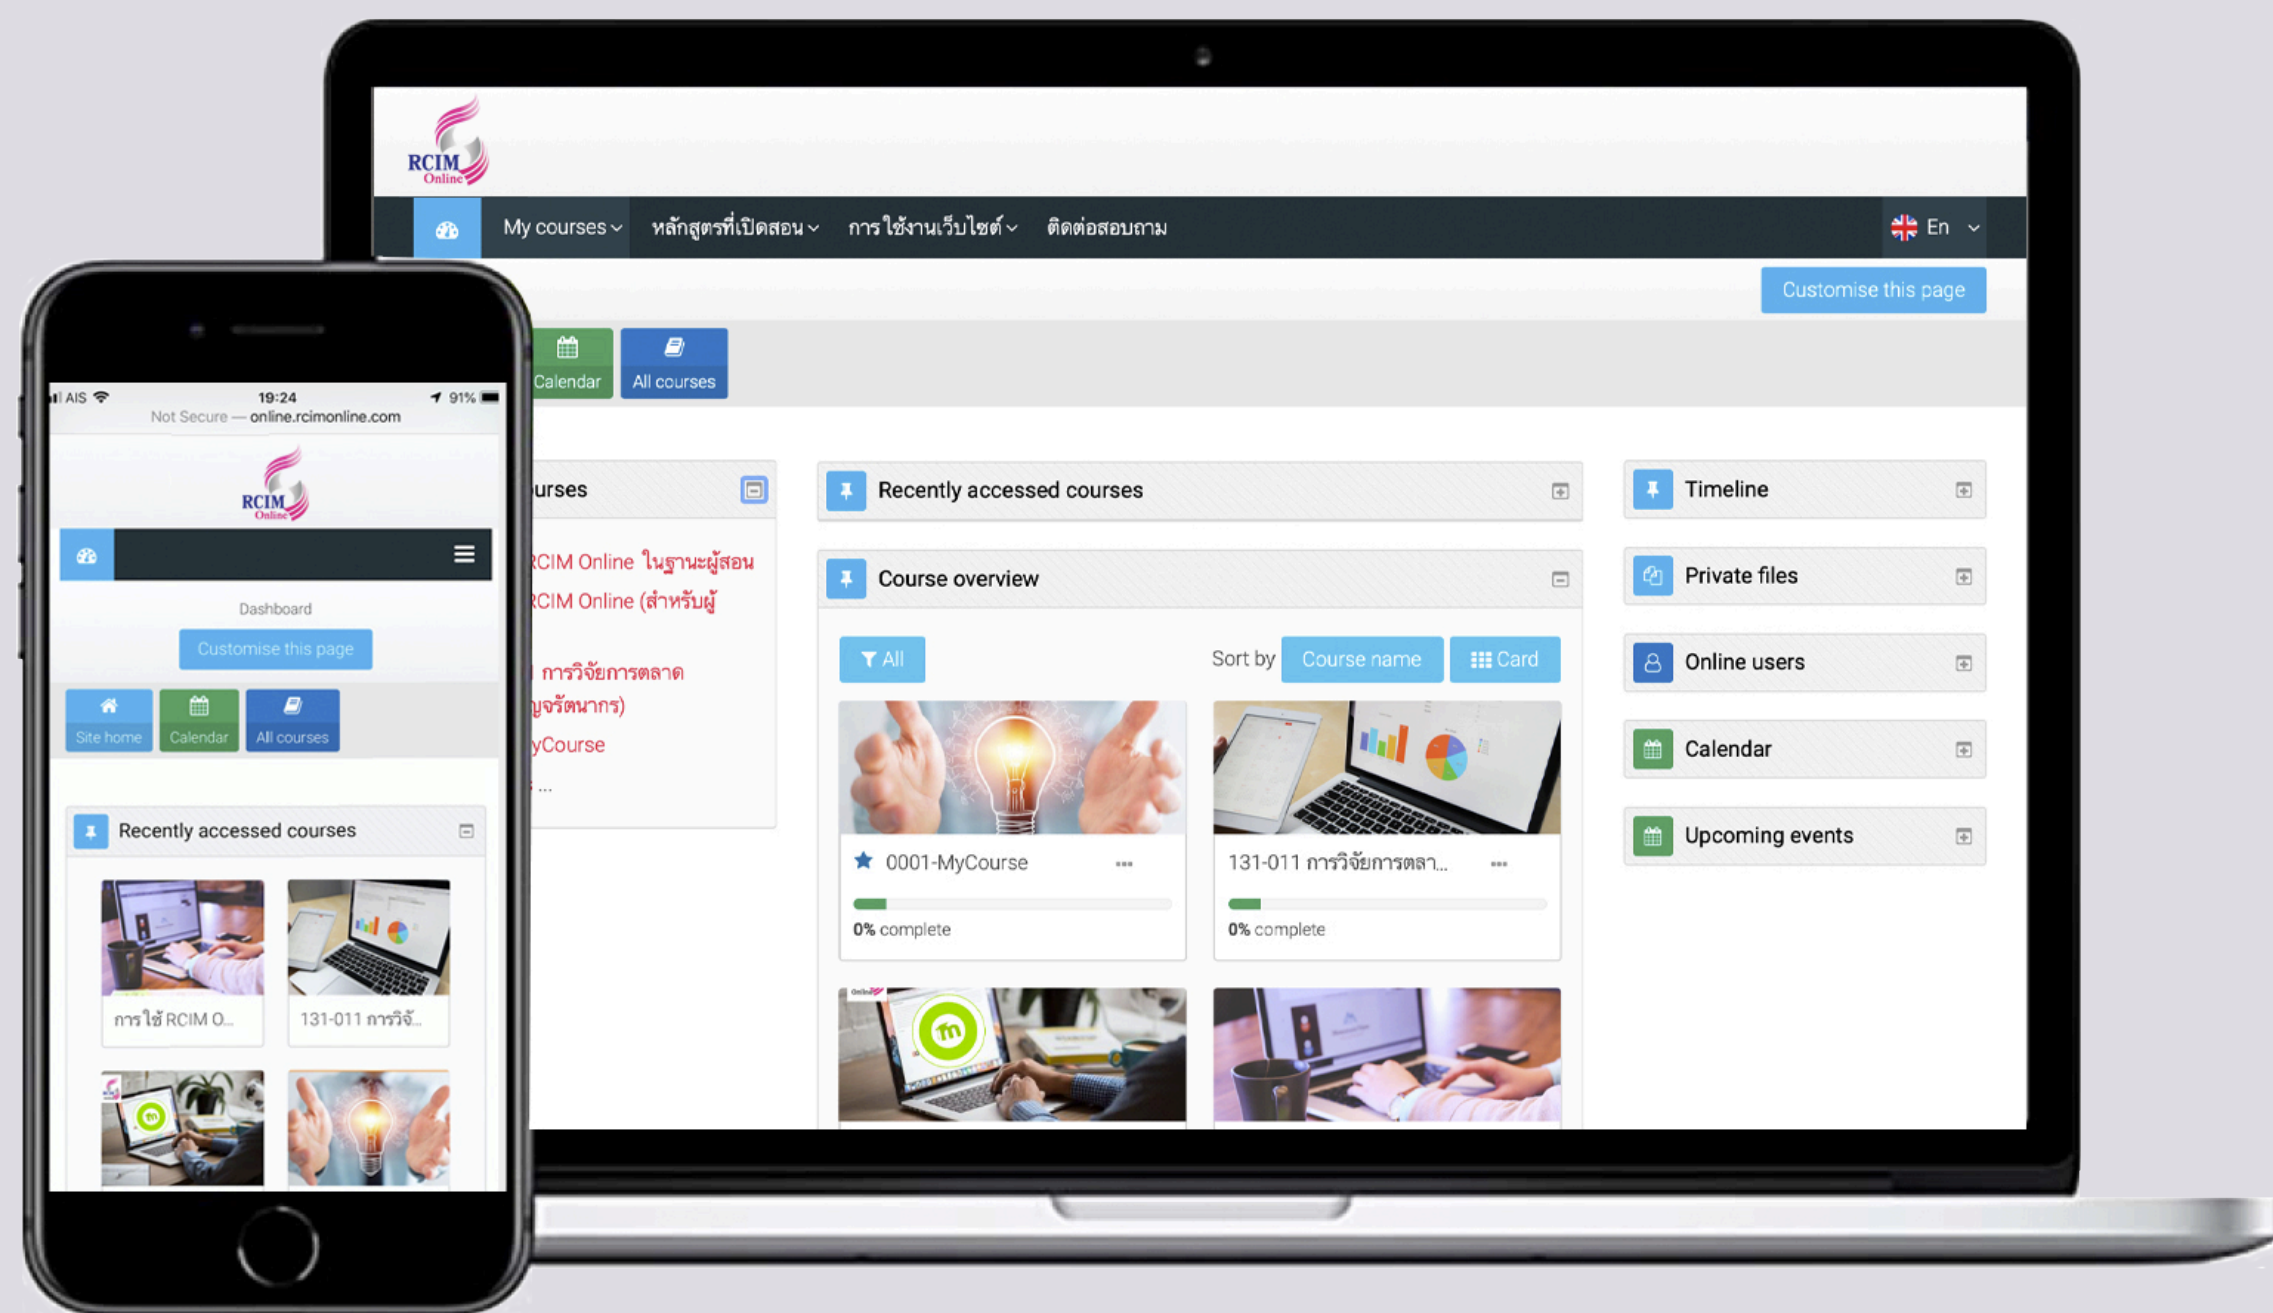 RCIM
Online
My courses
หลักสูตรที่เปิดสอน
การใช้งานเว็บไซต์
ติดต่อสอบถาม
En
Customise this page
Calendar
All courses
urses
RCIM Online ในฐานะผู้สอน
RCIM Online (สำหรับผู้
การวิจัยการตลาด
ญจรัตนากร)
yCourse
...
Recently accessed courses
Course overview
All
Sort by
Course name
Card
0001-MyCourse
0% complete
131-011 การวิจัยการตลา...
0% complete
Online
m
Timeline
Private files
Online users
Calendar
Upcoming events
AIS
19:24
91%
Not Secure — online.rcimonline.com
RCIM
Online
Dashboard
Customise this page
Site home
Calendar
All courses
Recently accessed courses
การใช้ RCIM O...
131-011 การวิจั...
m